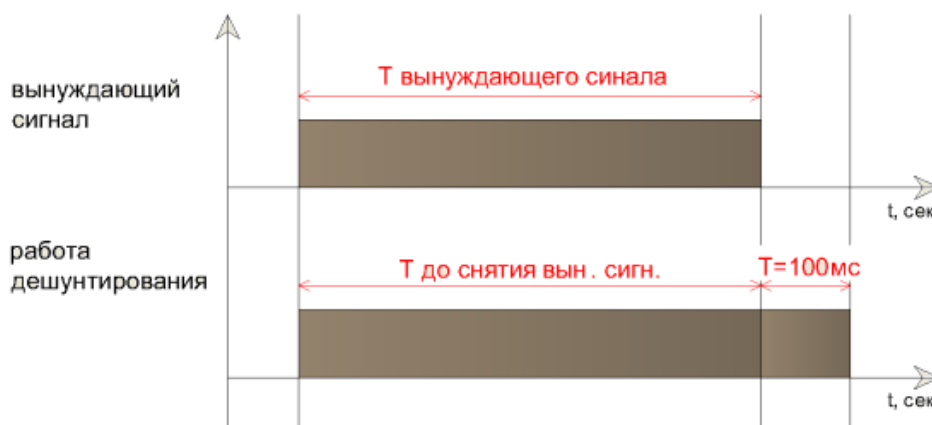 вынуждающий
сигнал
Т вынуждающего синала
t, сек
работа
дешунтирования
Т до снятия вын. сигн.
Т=100мс
t, сек